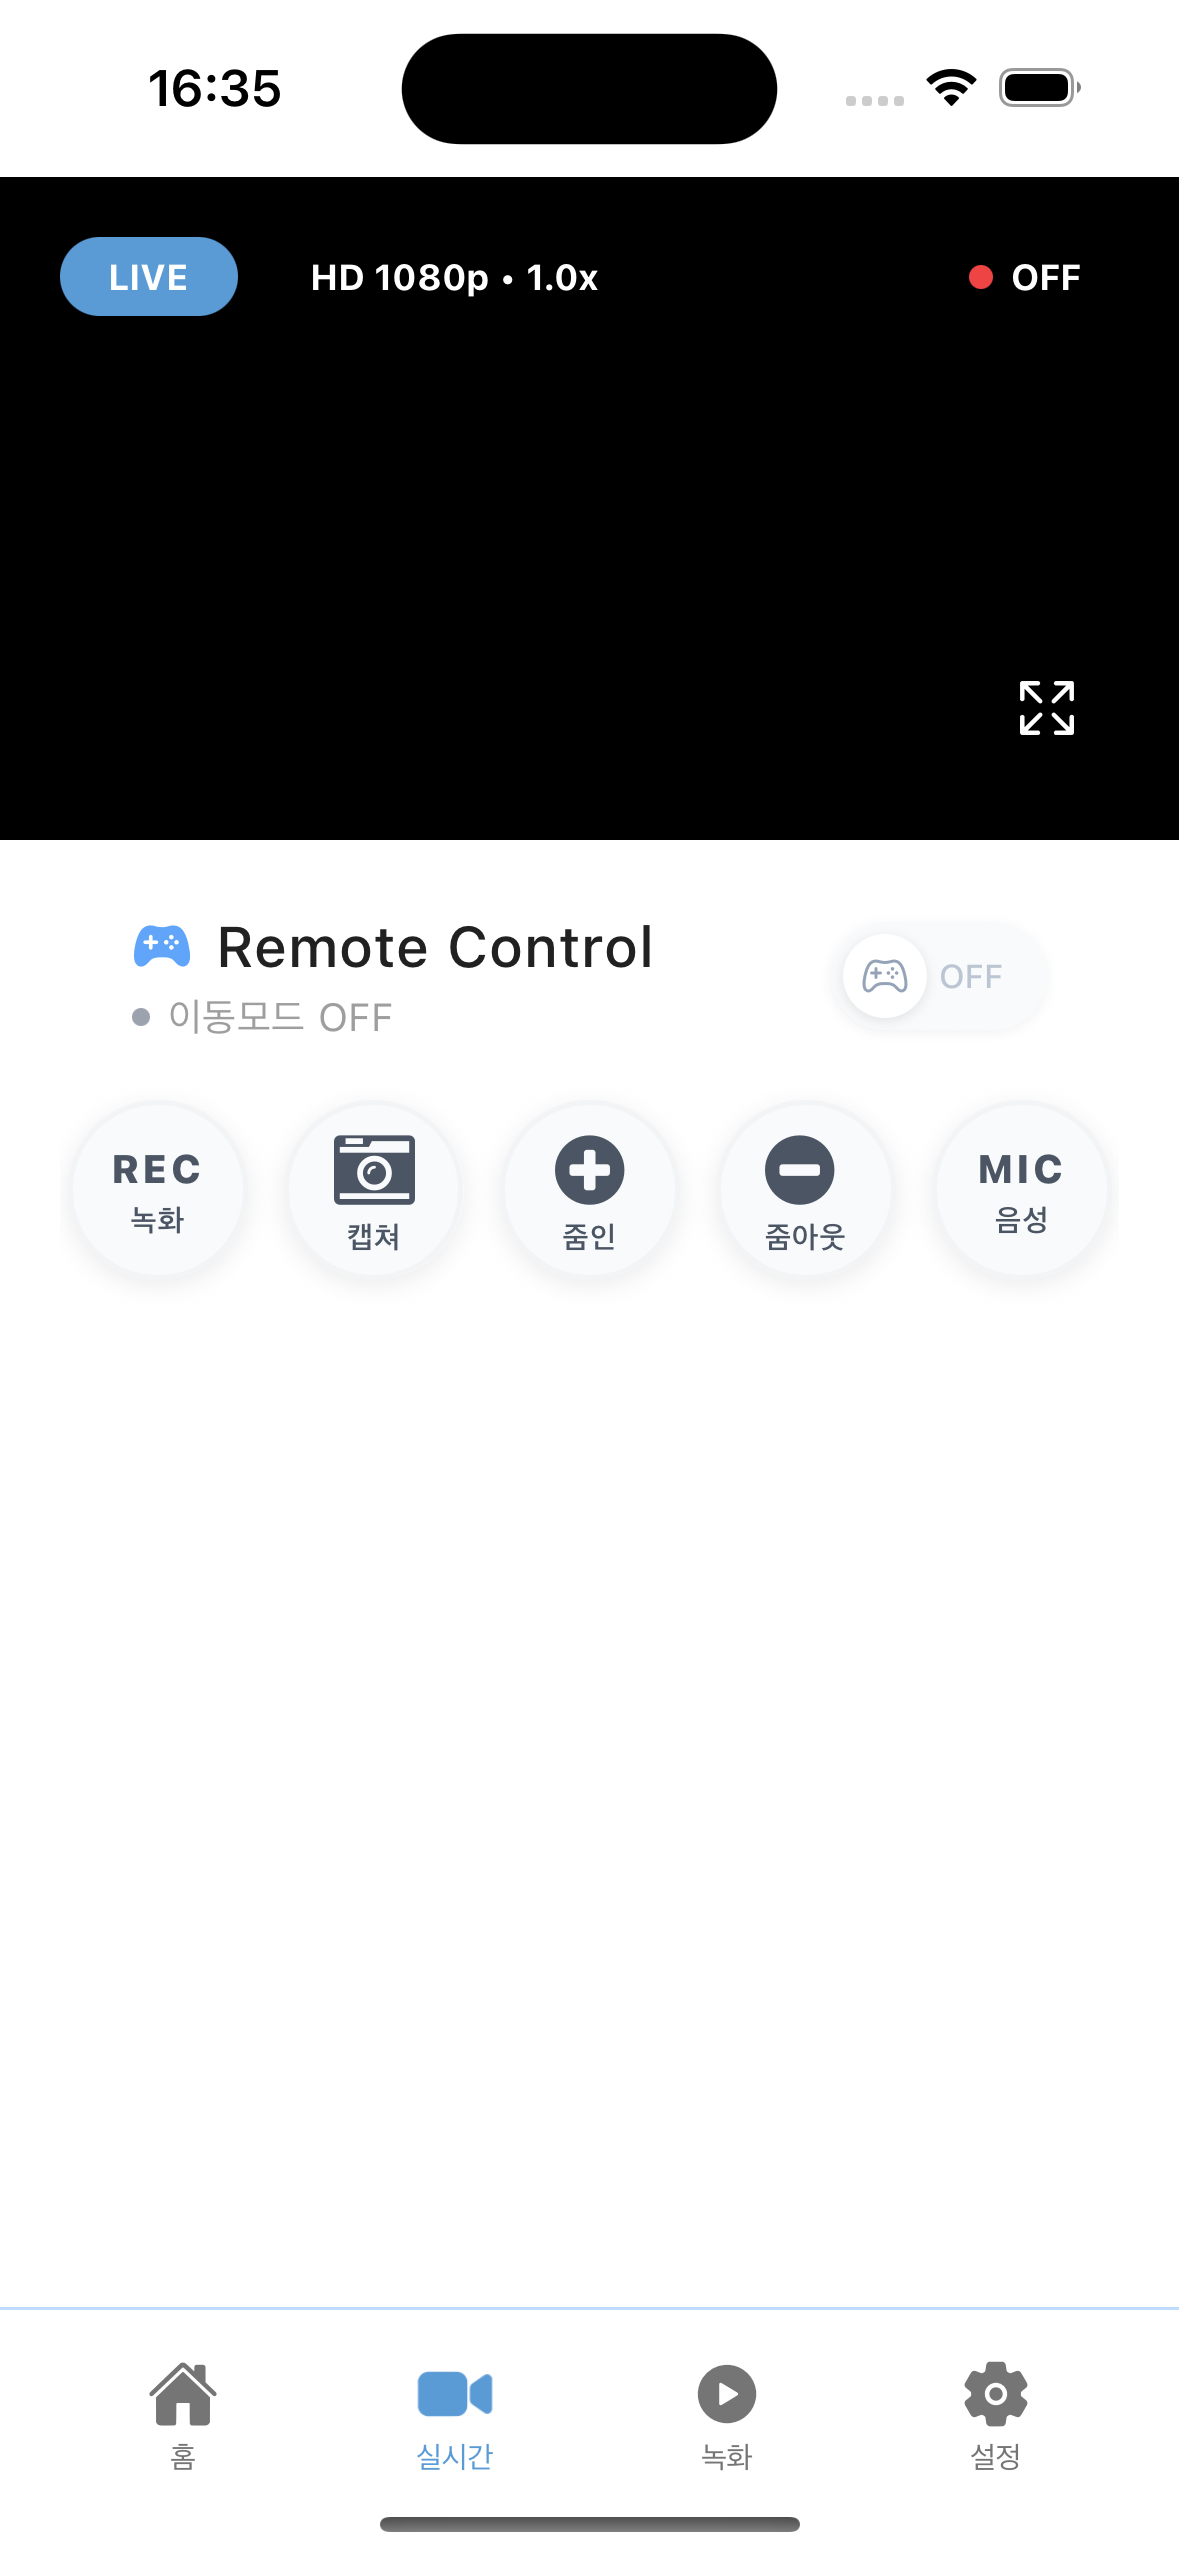 16:35
LIVE
HD 1080p • 1.0x
OFF
Remote Control
이동모드 OFF
OFF
REC
녹화
캡쳐
줌인
줌아웃
MIC
음성
홈
실시간
녹화
설정